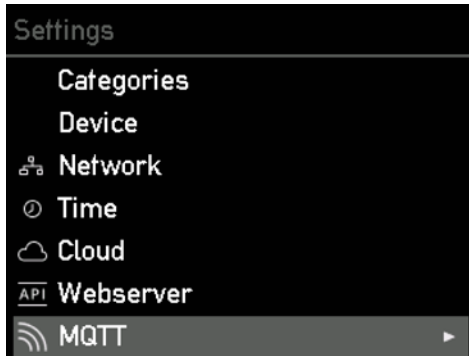 Settings
Categories
Device
Network
Time
Cloud
API Webserver
MQTT